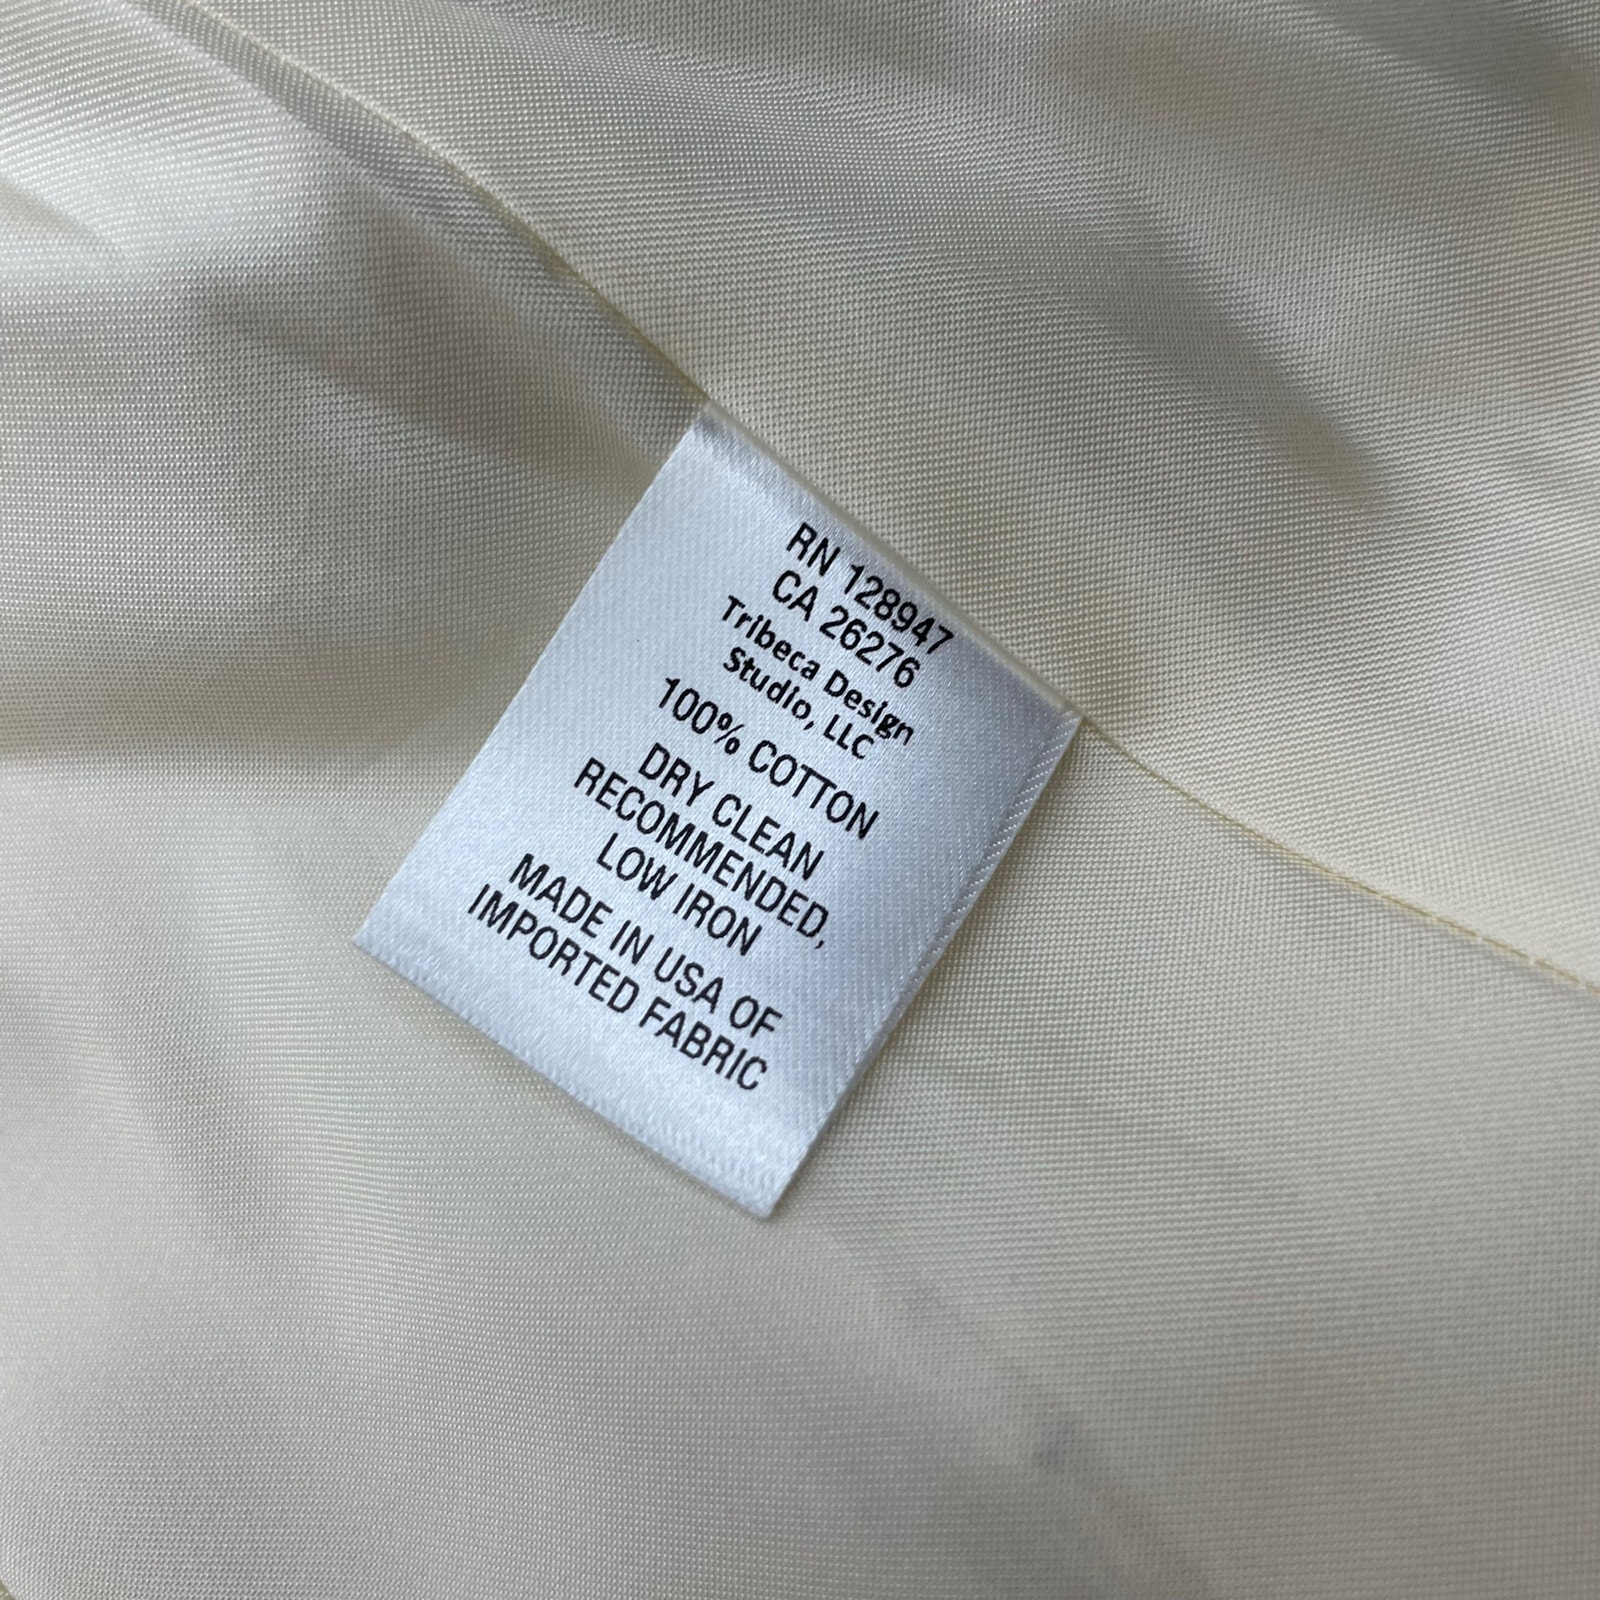 RN 128947
CA 26276
Tribeca Design
Studio, LLC
100% COTTON
DRY CLEAN
RECOMMENDED,
LOW IRON
MADE IN USA OF
IMPORTED FABRIC